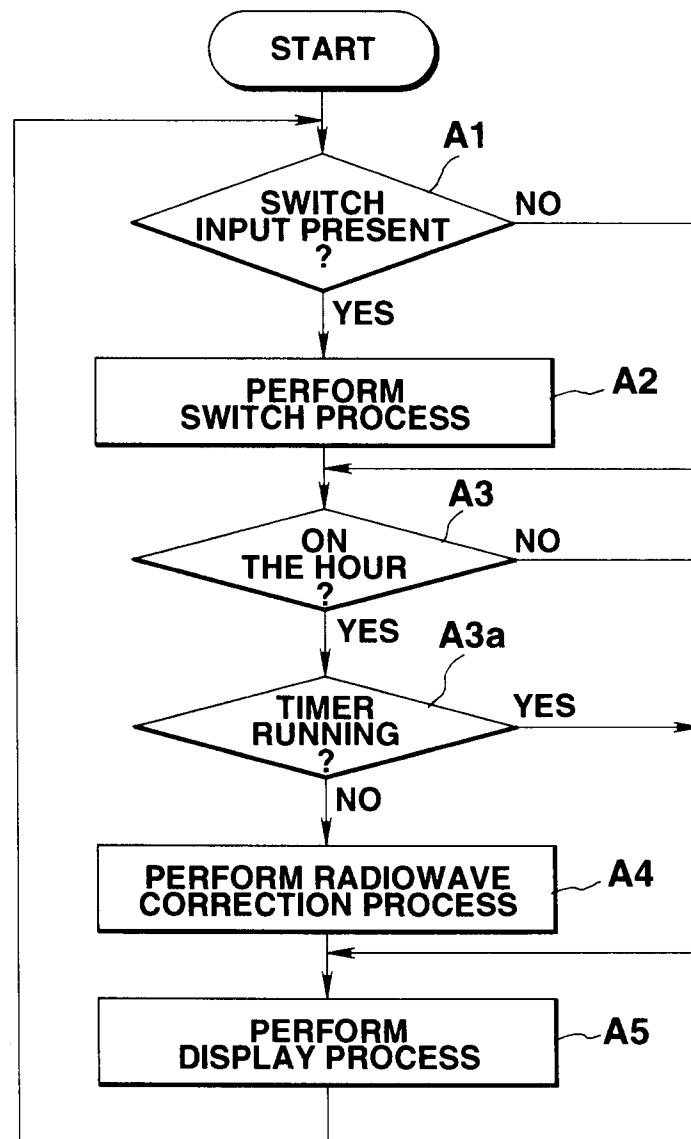 START
A1
SWITCH
INPUT PRESENT
?
NO
YES
PERFORM
SWITCH PROCESS
A2
A3
ON
THE HOUR
?
NO
YES
A3a
TIMER
RUNNING
?
YES
NO
PERFORM RADIOWAVE
CORRECTION PROCESS
A4
PERFORM
DISPLAY PROCESS
A5